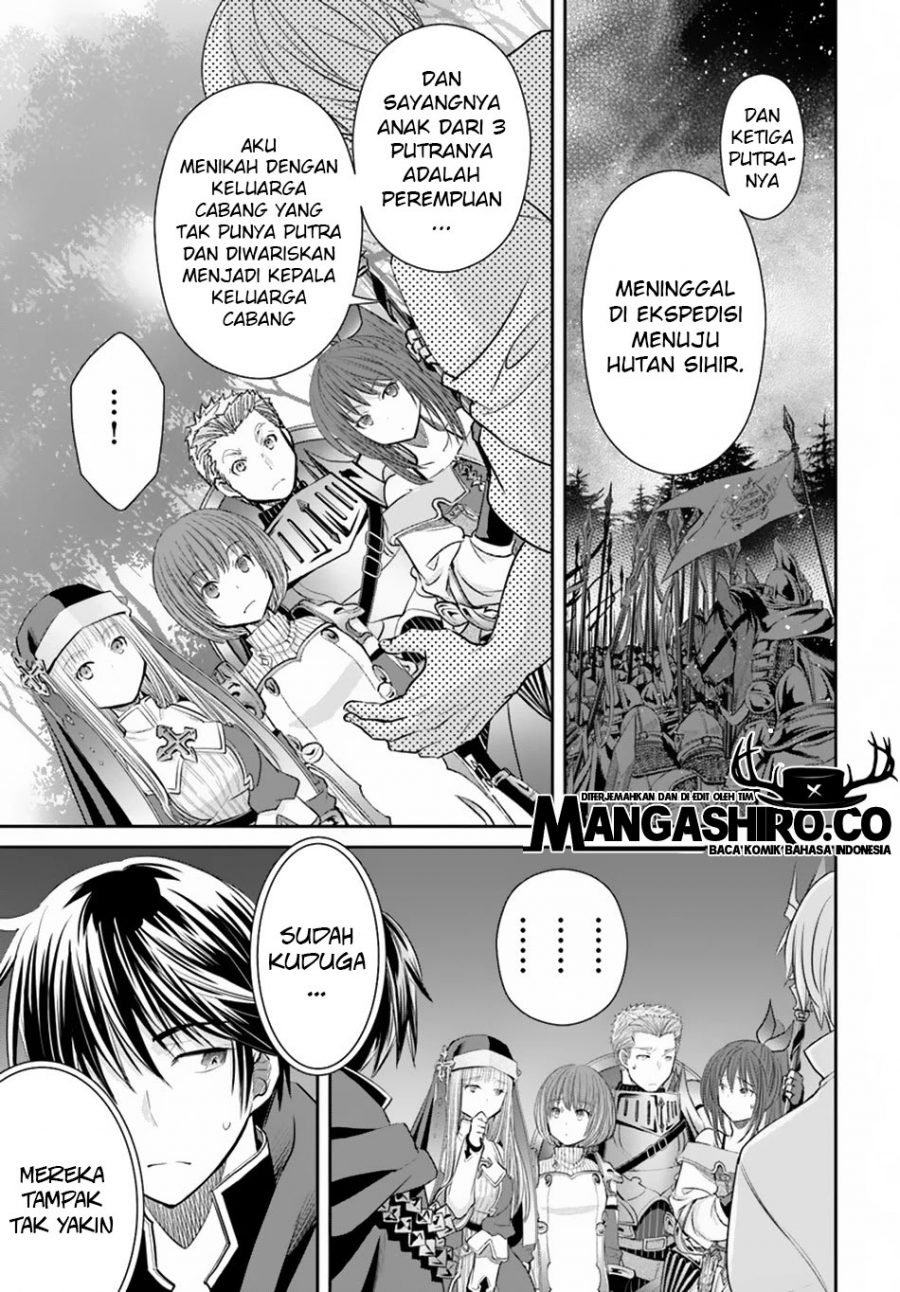 DAN
KETIGA
PUTRA-
NYA
MENINGGAL
DI EKSPEDISI
MENUJU
HUTAN SIHIR.
DAN
SAYANGNYA
ANAK DARI 3
PUTRANYA
ADALAH
PEREMPUAN
...
AKU
MENIKAH DENGAN
KELUARGA
CABANG YANG
TAK PUNYA PUTRA
DAN DIWARISKAN
MENJADI KEPALA
KELUARGA
CABANG
...!
DITERJEMAHKAN DAN DI EDIT OLEH TIM
MANGASHIRO.CO
BACA KOMIK BAHASA INDONESIA
... ... ...
SUDAH
KUDUGA
...
MEREKA
TAMPAK
TAK YAKIN